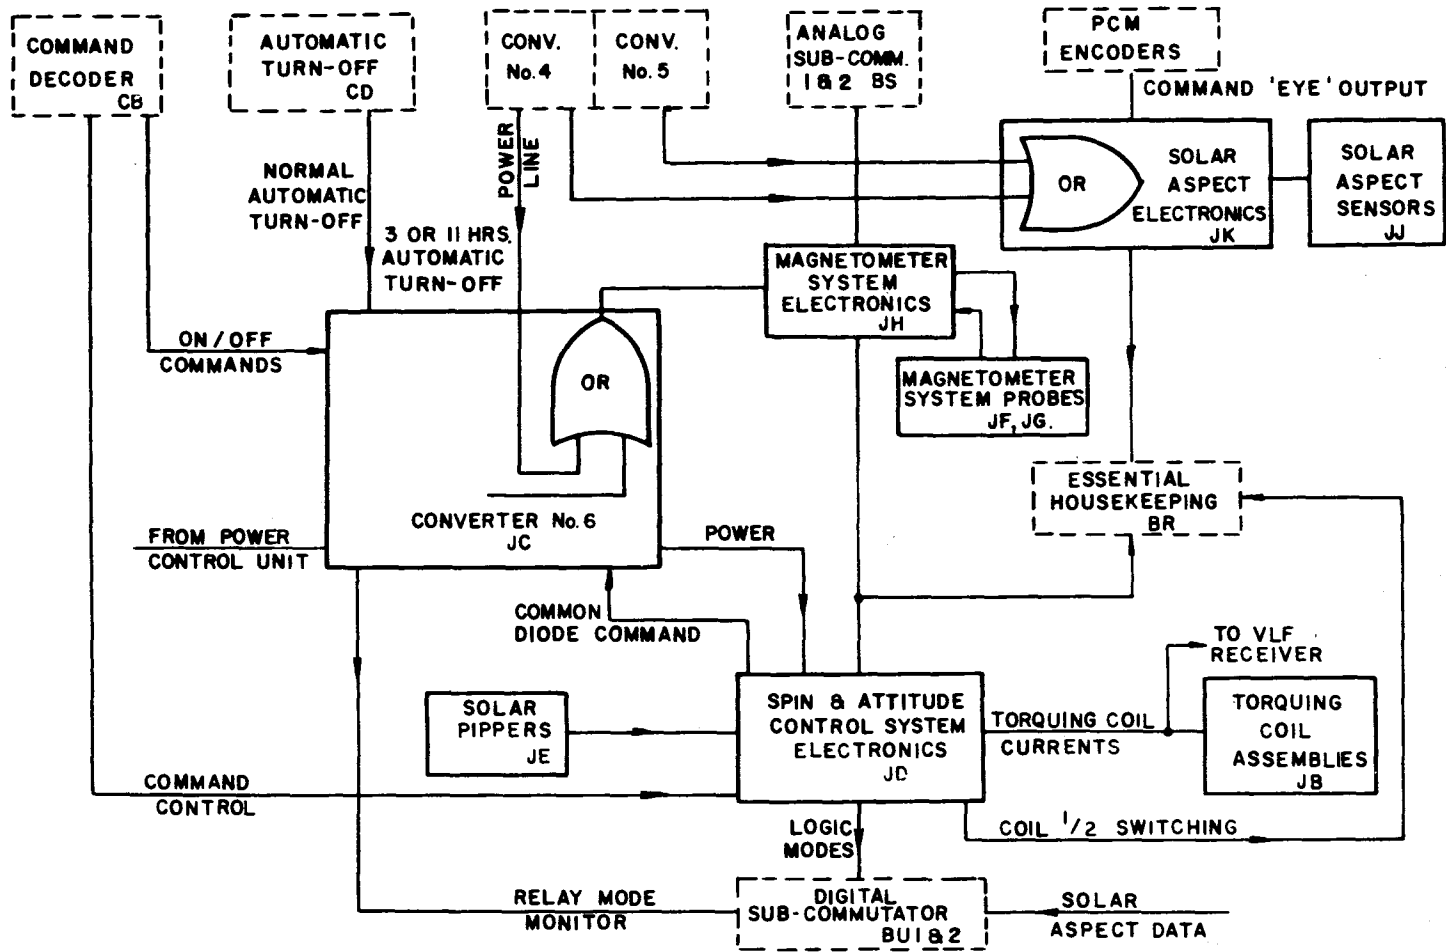 COMMAND
DECODER
CB
AUTOMATIC
TURN-OFF
CD
CONV.
No. 4
CONV.
No. 5
ANALOG
SUB-COMM.
1 & 2 BS
PCM
ENCODERS
COMMAND 'EYE' OUTPUT
NORMAL
AUTOMATIC
TURN-OFF
POWER
LINE
3 OR 11 HRS.
AUTOMATIC
TURN-OFF
OR
SOLAR
ASPECT
ELECTRONICS
JK
SOLAR
ASPECT
SENSORS
JJ
MAGNETOMETER
SYSTEM
ELECTRONICS
JH
ON / OFF
COMMANDS
OR
MAGNETOMETER
SYSTEM PROBES
JF, JG.
ESSENTIAL
HOUSEKEEPING
BR
CONVERTER No. 6
JC
FROM POWER
CONTROL UNIT
POWER
COMMON
DIODE COMMAND
TO VLF
RECEIVER
SOLAR
PIPPERS
JE
SPIN & ATTITUDE
CONTROL SYSTEM
ELECTRONICS
JD
TORQUING COIL
CURRENTS
TORQUING
COIL
ASSEMBLIES
JB
COMMAND
CONTROL
LOGIC
MODES
COIL 1/2 SWITCHING
RELAY MODE
MONITOR
DIGITAL
SUB-COMMUTATOR
BU1 & 2
SOLAR
ASPECT DATA